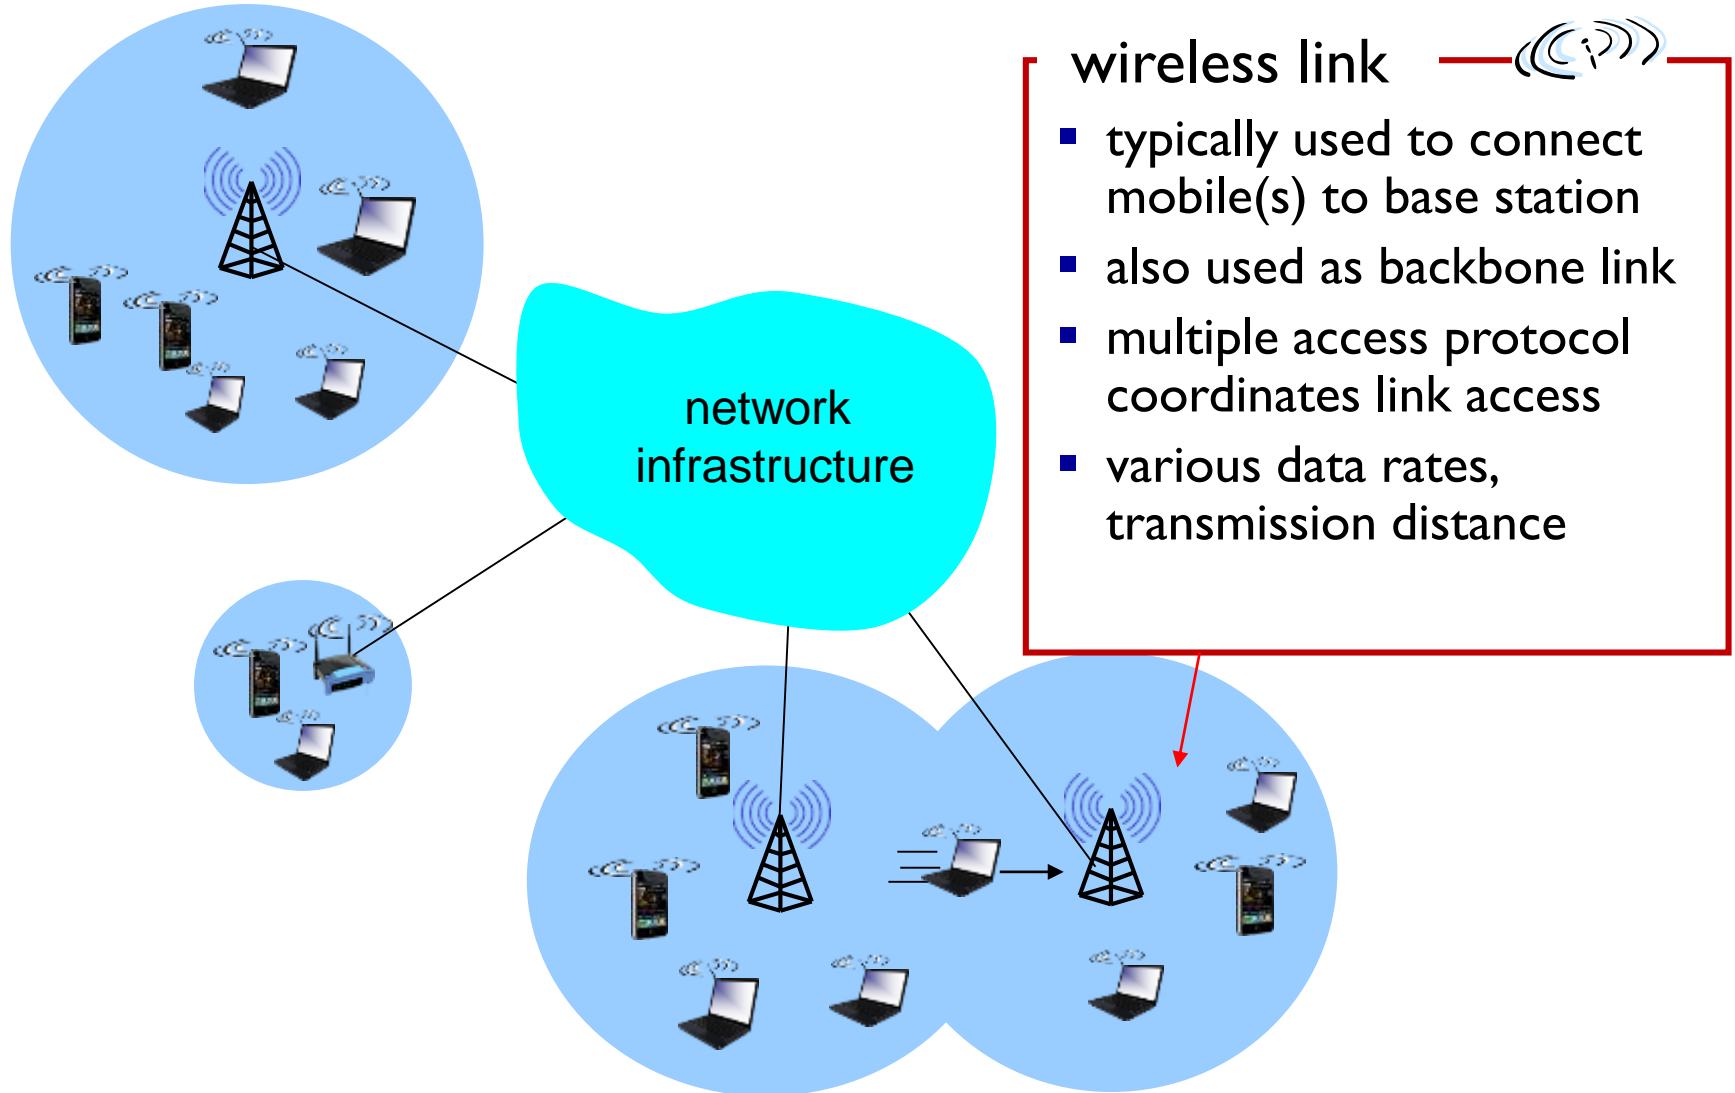 wireless link
▪ typically used to connect
mobile(s) to base station
▪ also used as backbone link
▪ multiple access protocol
coordinates link access
▪ various data rates,
transmission distance
network
infrastructure